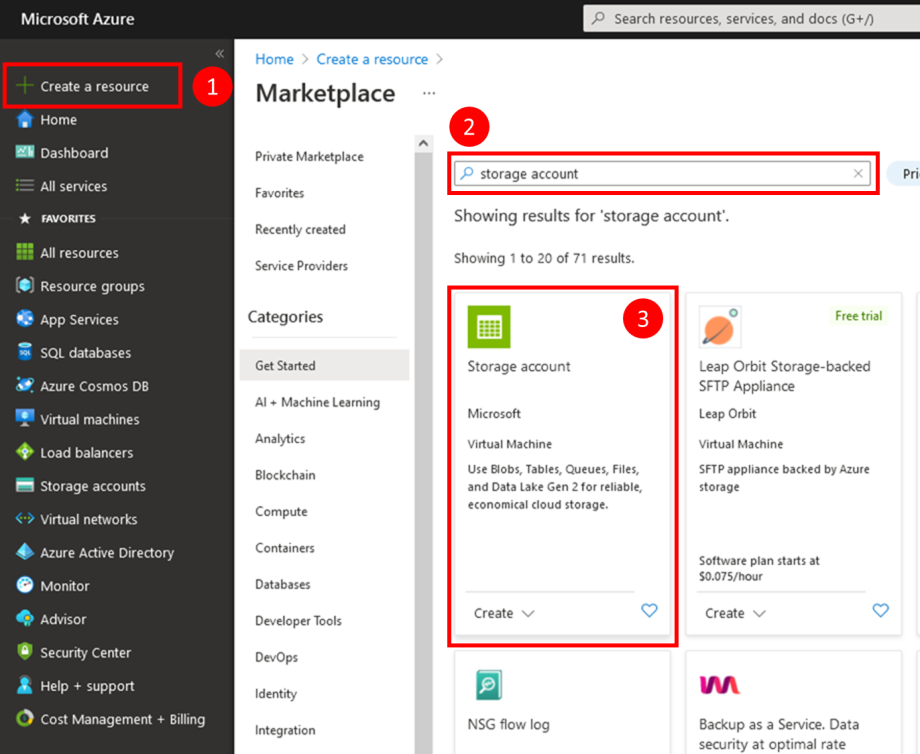 Microsoft Azure
Search resources, services, and docs (G+/)
«
Create a resource
1
Home
Dashboard
All services
FAVORITES
All resources
Resource groups
App Services
SQL databases
Azure Cosmos DB
Virtual machines
Load balancers
Storage accounts
Virtual networks
Azure Active Directory
Monitor
Advisor
Security Center
Help + support
Cost Management + Billing
Home > Create a resource >
Marketplace ...
Private Marketplace
Favorites
Recently created
Service Providers
Categories
Get Started
AI + Machine Learning
Analytics
Blockchain
Compute
Containers
Databases
Developer Tools
DevOps
Identity
Integration
2
storage account
Pri
Showing results for 'storage account'.
Showing 1 to 20 of 71 results.
3
Storage account
Microsoft
Virtual Machine
Use Blobs, Tables, Queues, Files,
and Data Lake Gen 2 for reliable,
economical cloud storage.
Create
Free trial
Leap Orbit Storage-backed
SFTP Appliance
Leap Orbit
Virtual Machine
SFTP appliance backed by Azure
storage
Software plan starts at
$0.075/hour
Create
NSG flow log
Backup as a Service. Data
security at optimal rate